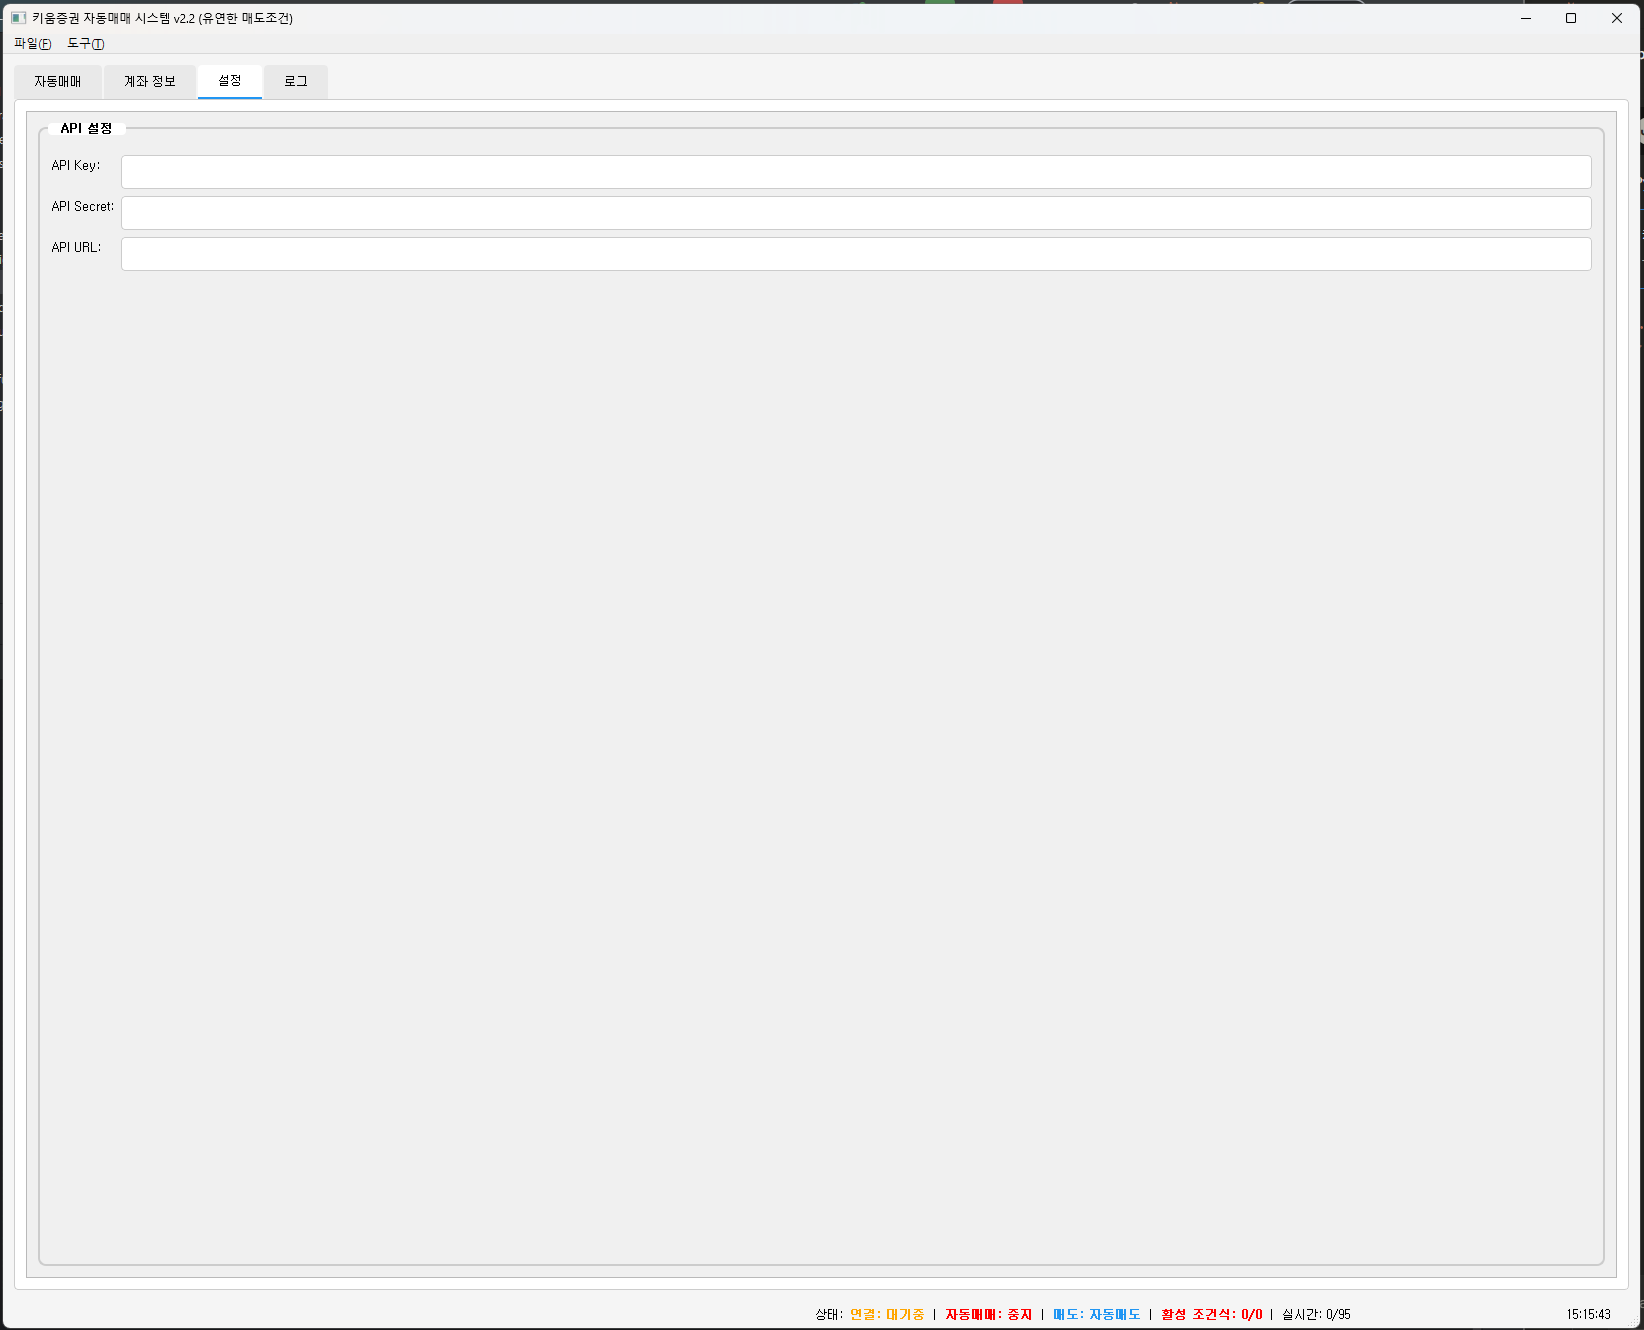 키움증권 자동매매 시스템 v2.2 (유연한 매도조건)
파일(F) 도구(T)
자동매매 계좌 정보 설정 로그
API 설정
API Key:
API Secret:
API URL:
상태: 연결: 대기중 | 자동매매: 중지 | 매도: 자동매도 | 활성 조건식: 0/0 | 실시간: 0/95 15:15:43